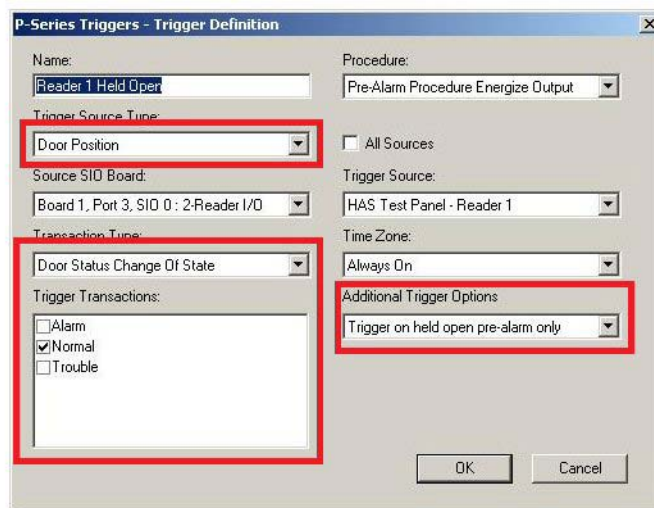 P-Series Triggers - Trigger Definition
Name:
Reader 1 Held Open
Procedure:
Pre-Alarm Procedure Energize Output
Trigger Source Type:
Door Position
All Sources
Source SIO Board:
Board 1, Port 3, SIO 0 : 2-Reader I/O
Trigger Source:
HAS Test Panel - Reader 1
Transaction Type:
Door Status Change Of State
Time Zone:
Always On
Trigger Transactions:
Alarm
Normal
Trouble
Additional Trigger Options
Trigger on held open pre-alarm only
OK
Cancel